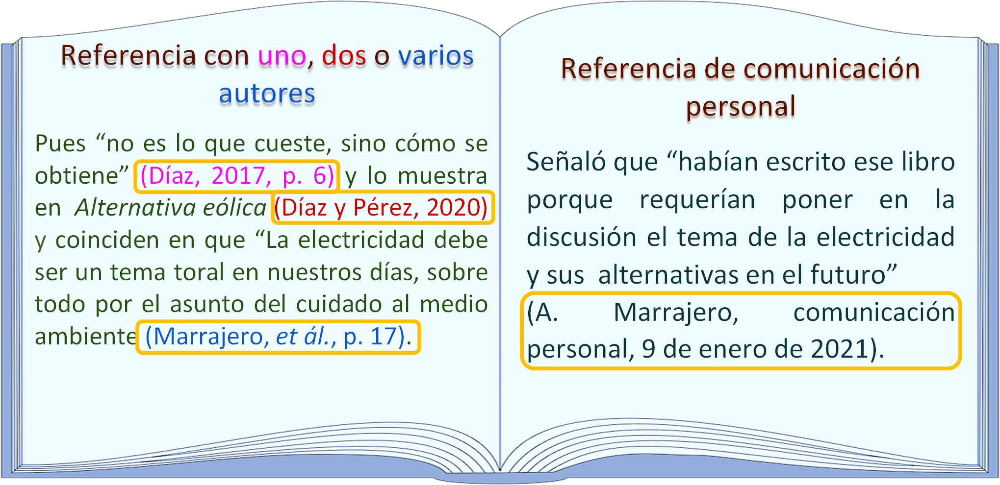 Referencia con uno, dos o varios
autores
Pues “no es lo que cueste, sino cómo se
obtiene” (Díaz, 2017, p. 6) y lo muestra
en Alternativa eólica (Díaz y Pérez, 2020)
y coinciden en que “La electricidad debe
ser un tema toral en nuestros días, sobre
todo por el asunto del cuidado al medio
ambiente (Marrajero, et ál., p. 17).
Referencia de comunicación
personal
Señaló que “habían escrito ese libro
porque requerían poner en la
discusión el tema de la electricidad
y sus alternativas en el futuro”
(A. Marrajero, comunicación
personal, 9 de enero de 2021).